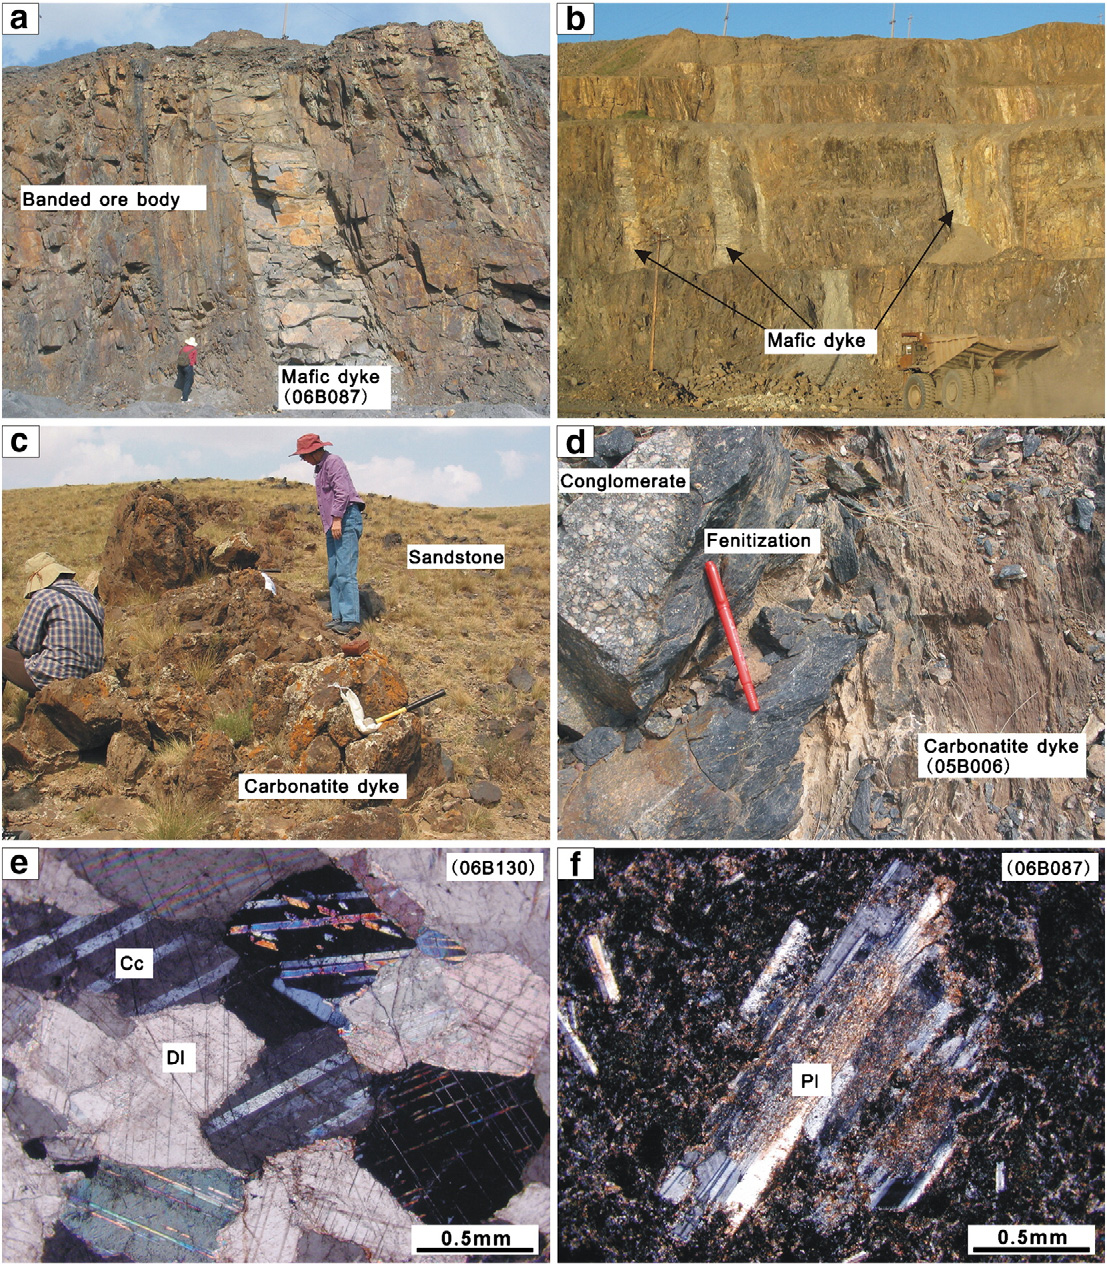 a
Banded ore body
Mafic dyke
(06B087)
b
Mafic dyke
c
Sandstone
Carbonatite dyke
d
Conglomerate
Fenitization
Carbonatite dyke
(05B006)
e
(06B130)
Cc
Dl
0.5mm
f
(06B087)
Pl
0.5mm